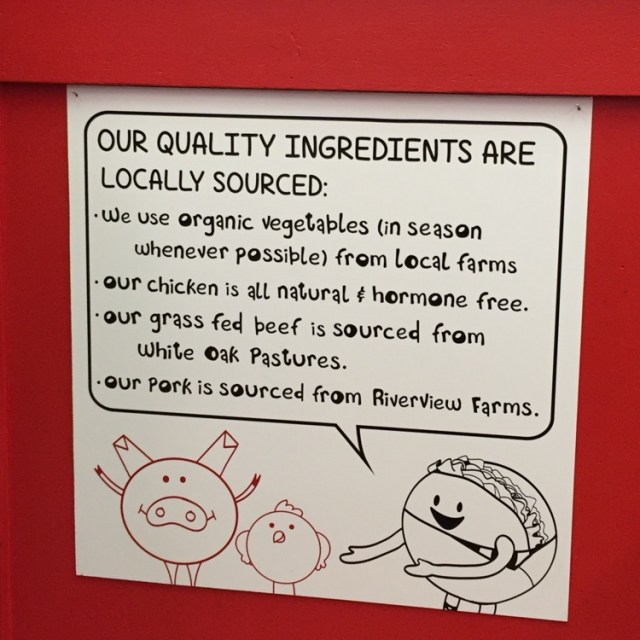 OUR QUALITY INGREDIENTS ARE
LOCALLY SOURCED:
·We use organic vegetables (in season
whenever possible) from local farms
·our chicken is all natural & hormone free.
·our grass fed beef is sourced from
White Oak Pastures.
·our Pork is sourced from Riverview Farms.